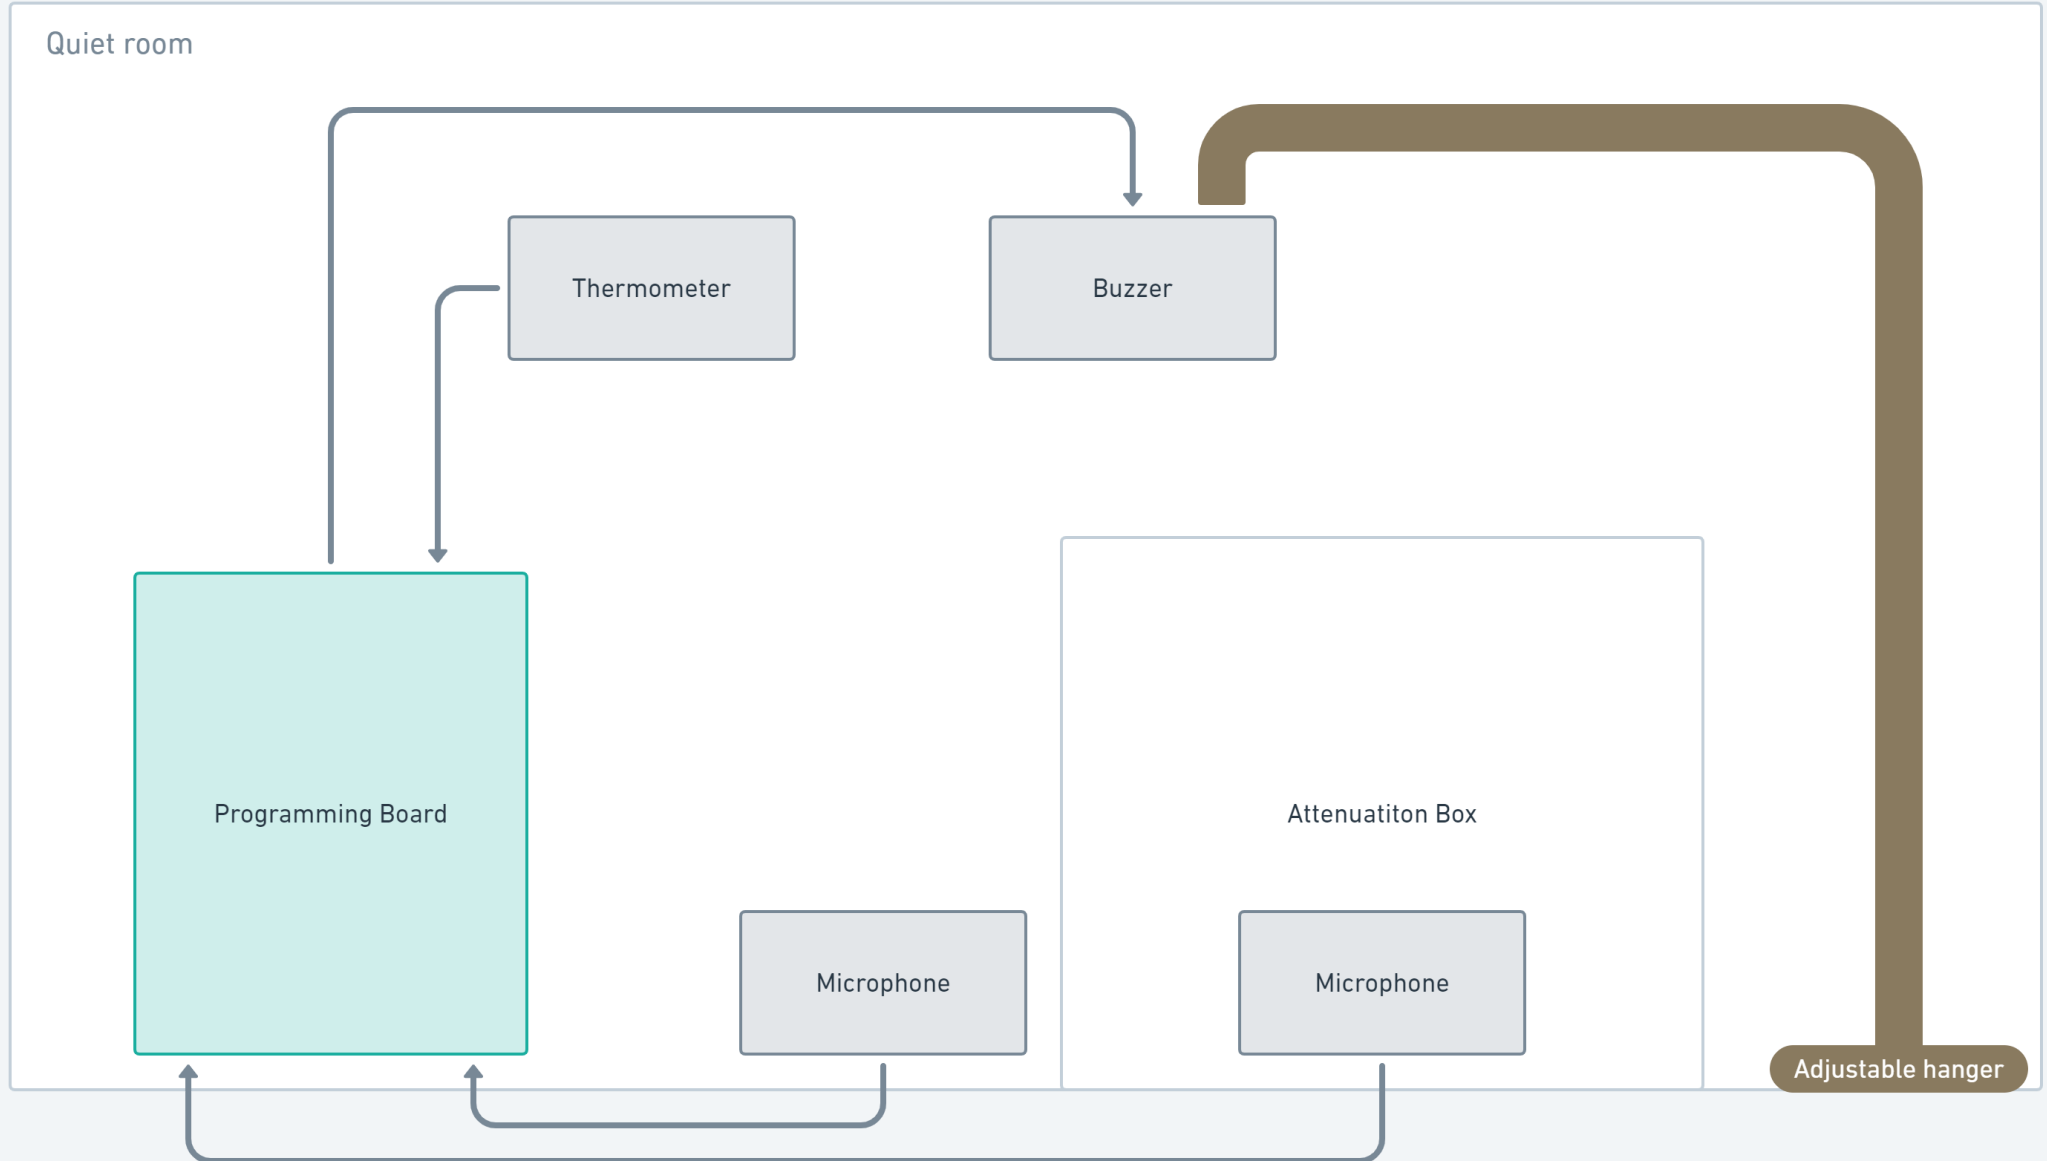 Quiet room
Thermometer
Buzzer
Programming Board
Attenuatiton Box
Microphone
Microphone
Adjustable hanger